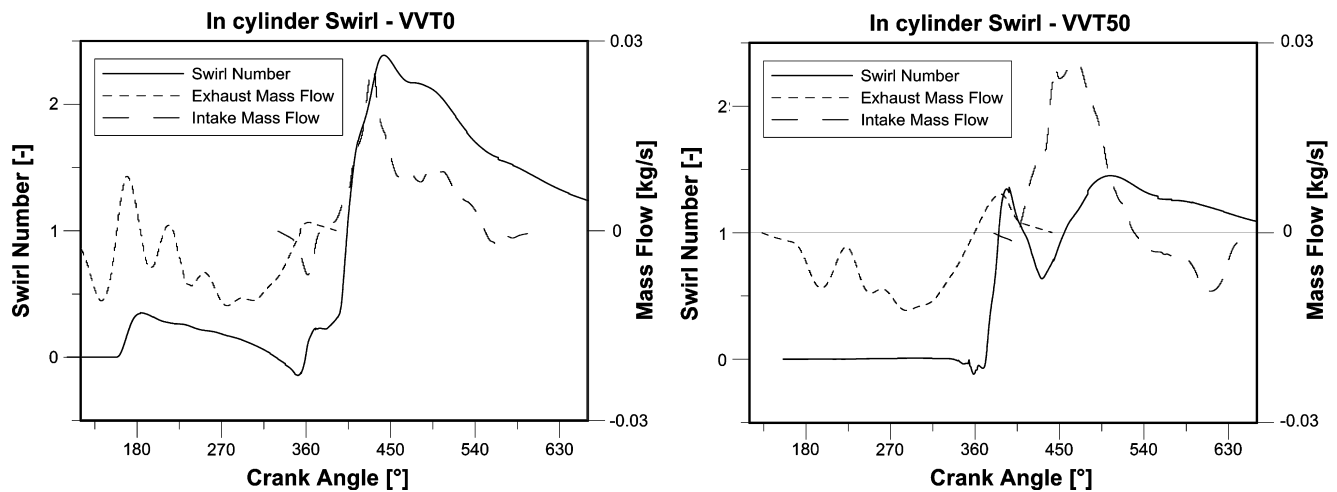 In cylinder Swirl - VVT0
Swirl Number
Exhaust Mass Flow
Intake Mass Flow
Swirl Number [-]
2
1
0
0.03
0
-0.03
Mass Flow [kg/s]
180 270 360 450 540 630
Crank Angle [°]
In cylinder Swirl - VVT50
Swirl Number
Exhaust Mass Flow
Intake Mass Flow
Swirl Number [-]
2
1
0
0.03
0
-0.03
Mass Flow [kg/s]
180 270 360 450 540 630
Crank Angle [°]